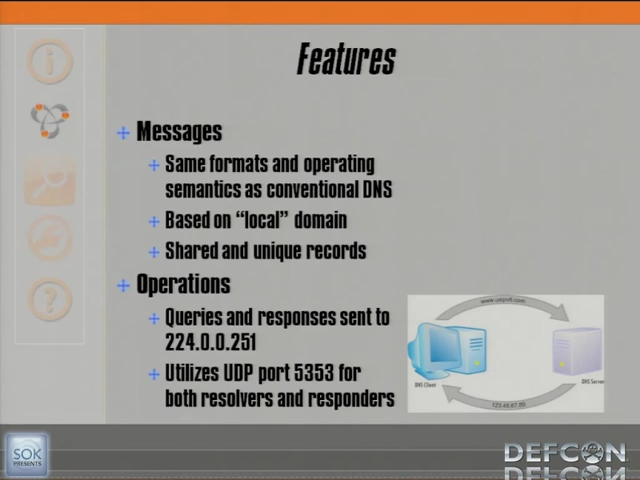 Features
Messages
Same formats and operating
semantics as conventional DNS
Based on “local” domain
Shared and unique records
Operations
Queries and responses sent to
224.0.0.251
Utilizes UDP port 5353 for
both resolvers and responders
DNS Client
DNS Server
SOK
PRESENTS
DEFCON